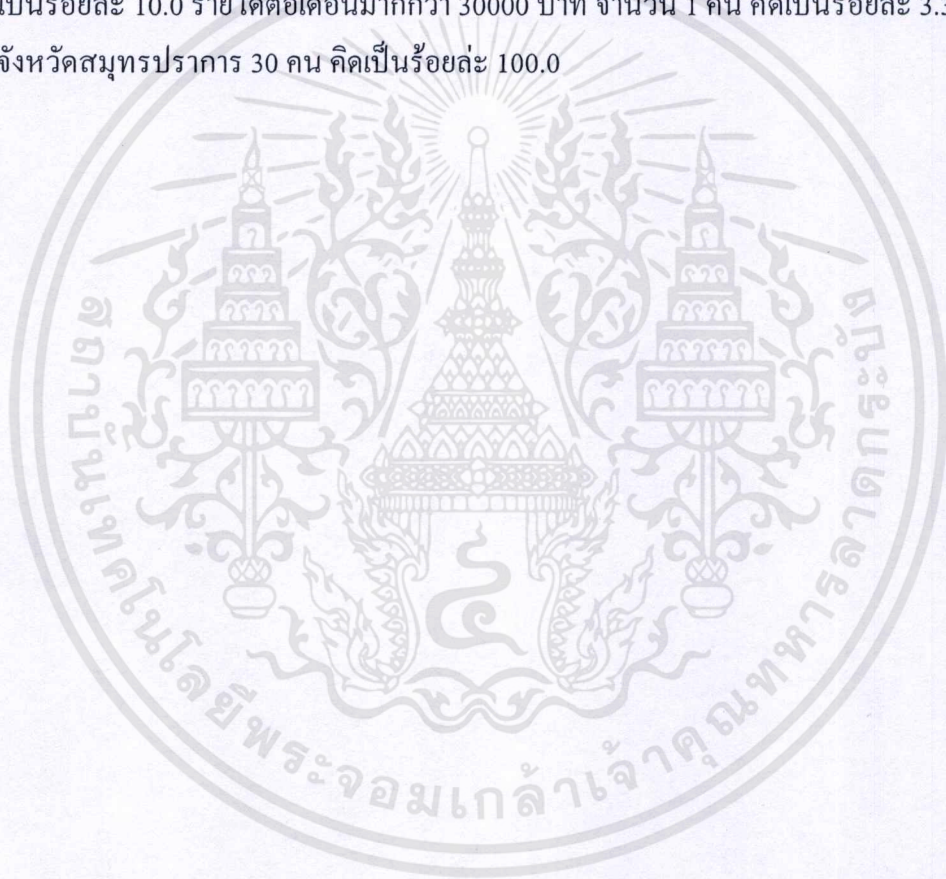 เป็นร้อยละ 10.0 รายได้ต่อเดือนมากกว่า 30000 บาท จำนวน 1 คน คิดเป็นร้อยละ 3.3
จังหวัดสมุทรปราการ 30 คน คิดเป็นร้อยล่ะ 100.0
สถาบันเทคโนโลยีพระจอมเกล้าเจ้าคุณทหารลาดกระบัง